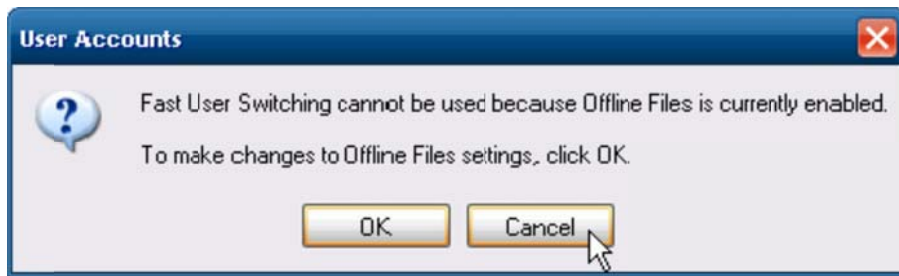 User Accounts
Fast User Switching cannot be used because Offline Files is currently enabled.
To make changes to Offline Files settings, click OK.
OK
Cancel